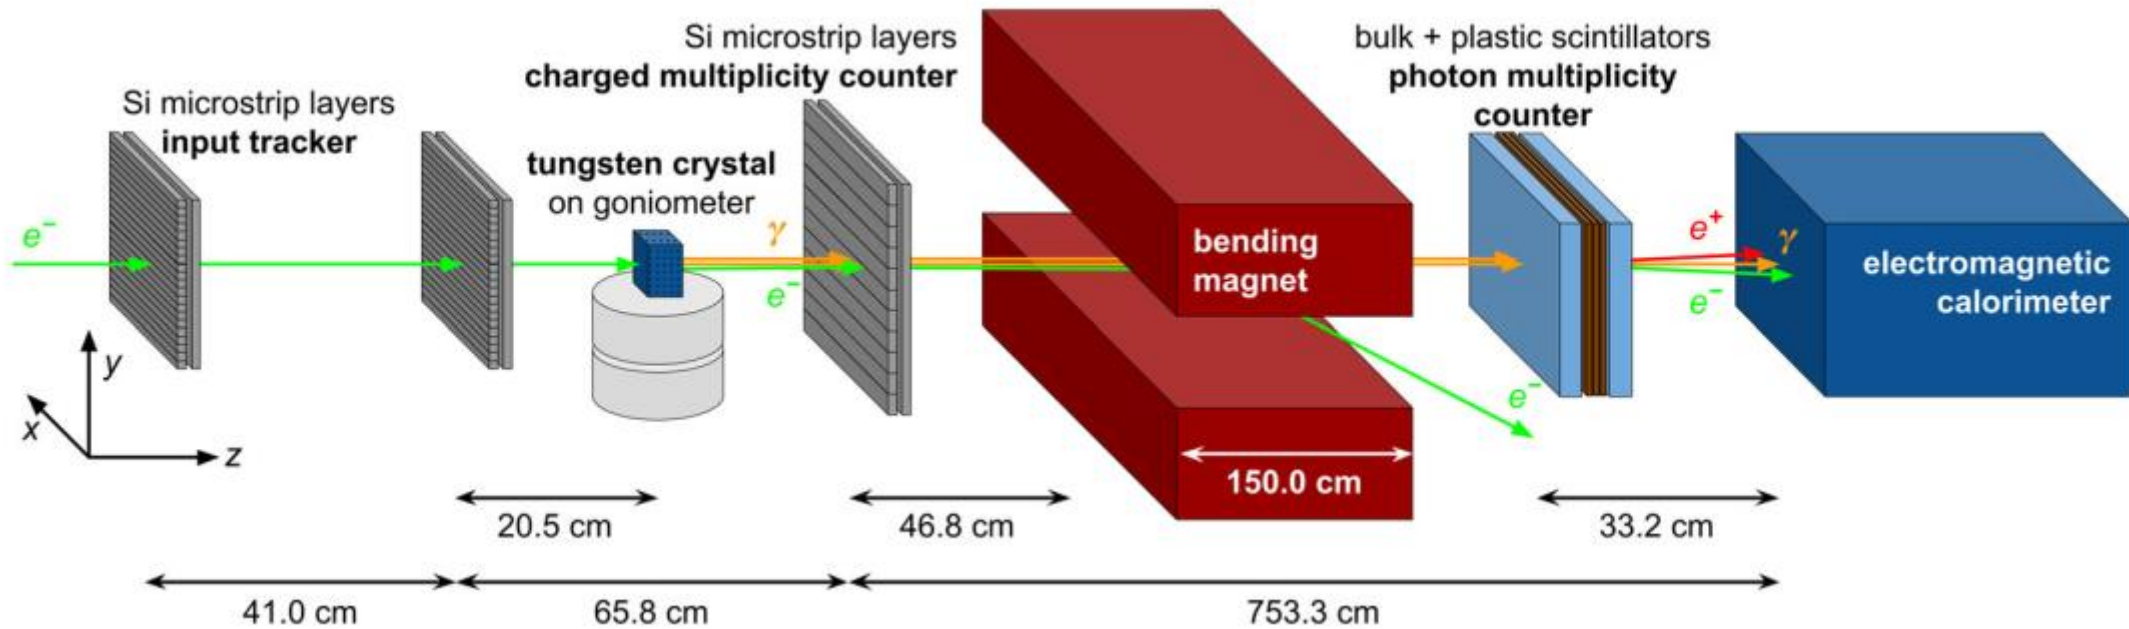 Si microstrip layers
input tracker
Si microstrip layers
charged multiplicity counter
bulk + plastic scintillators
photon multiplicity
counter
tungsten crystal
on goniometer
e⁻
γ
e⁻
bending
magnet
e⁻
e⁺
γ
e⁻
electromagnetic
calorimeter
y
x
z
150.0 cm
20.5 cm
46.8 cm
33.2 cm
41.0 cm
65.8 cm
753.3 cm